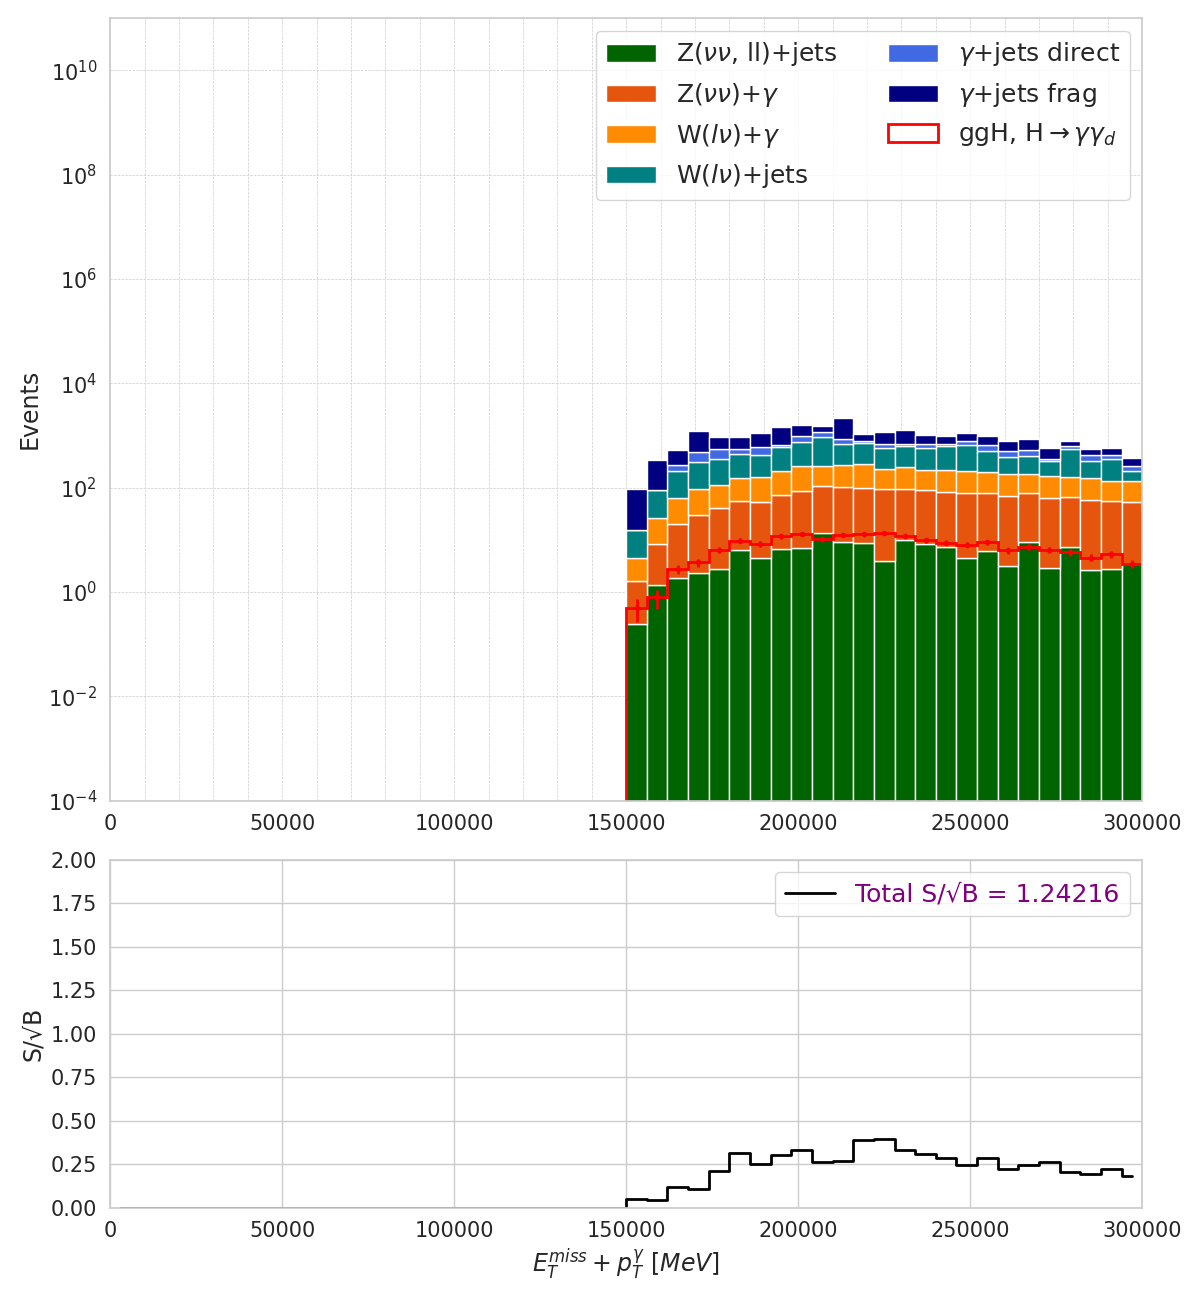 Z(νν, ll)+jets
Z(νν)+γ
W(lν)+γ
W(lν)+jets
γ+jets direct
γ+jets frag
ggH, H→γγ_d
Events
10^10
10^8
10^6
10^4
10^2
10^0
10^−2
10^−4
0 50000 100000 150000 200000 250000 300000
Total S/√B = 1.24216
S/√B
2.00
1.75
1.50
1.25
1.00
0.75
0.50
0.25
0.00
0 50000 100000 150000 200000 250000 300000
E_T^miss + p_T^γ [MeV]